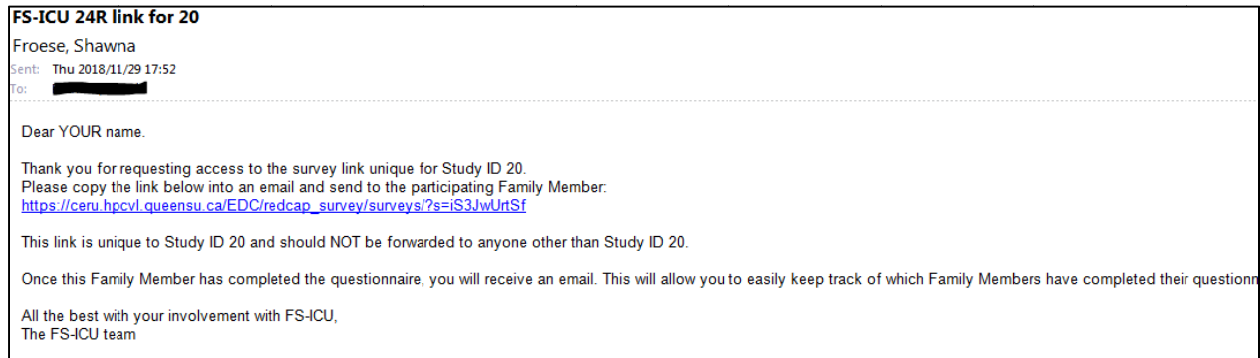 FS-ICU 24R link for 20
Froese, Shawna
Sent: Thu 2018/11/29 17:52
To:
Dear YOUR name.
Thank you for requesting access to the survey link unique for Study ID 20.
Please copy the link below into an email and send to the participating Family Member:
https://ceru.hpcvl.queensu.ca/EDC/redcap_survey/surveys/?s=iS3JwUrtSf
This link is unique to Study ID 20 and should NOT be forwarded to anyone other than Study ID 20.
Once this Family Member has completed the questionnaire, you will receive an email. This will allow you to easily keep track of which Family Members have completed their questionn
All the best with your involvement with FS-ICU,
The FS-ICU team